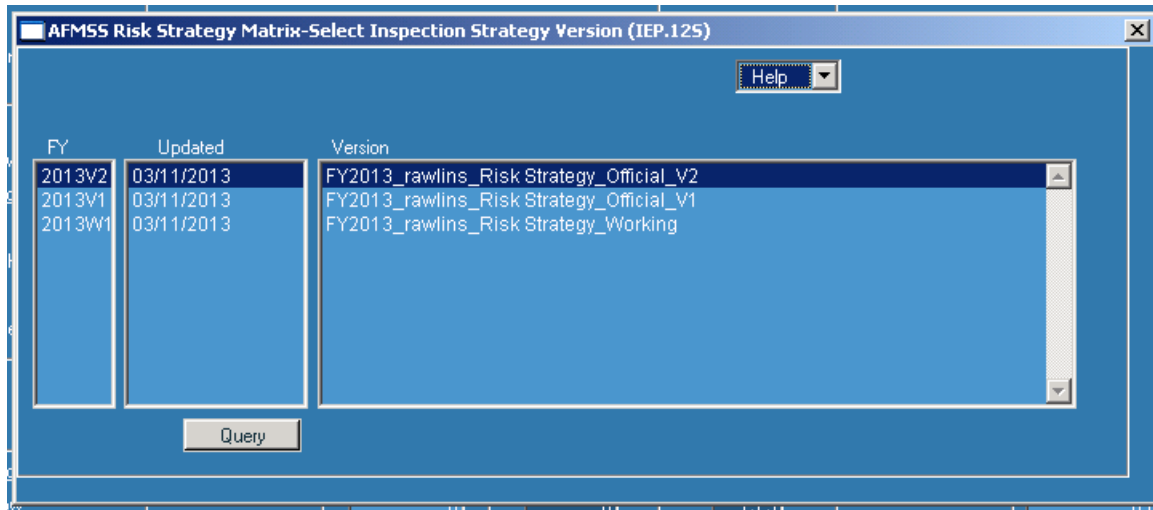 AFMSS Risk Strategy Matrix-Select Inspection Strategy Version (IEP.12S)
Help
FY Updated Version
2013V2 03/11/2013 FY2013_rawlins_Risk Strategy_Official_V2
2013V1 03/11/2013 FY2013_rawlins_Risk Strategy_Official_V1
2013W1 03/11/2013 FY2013_rawlins_Risk Strategy_Working
Query